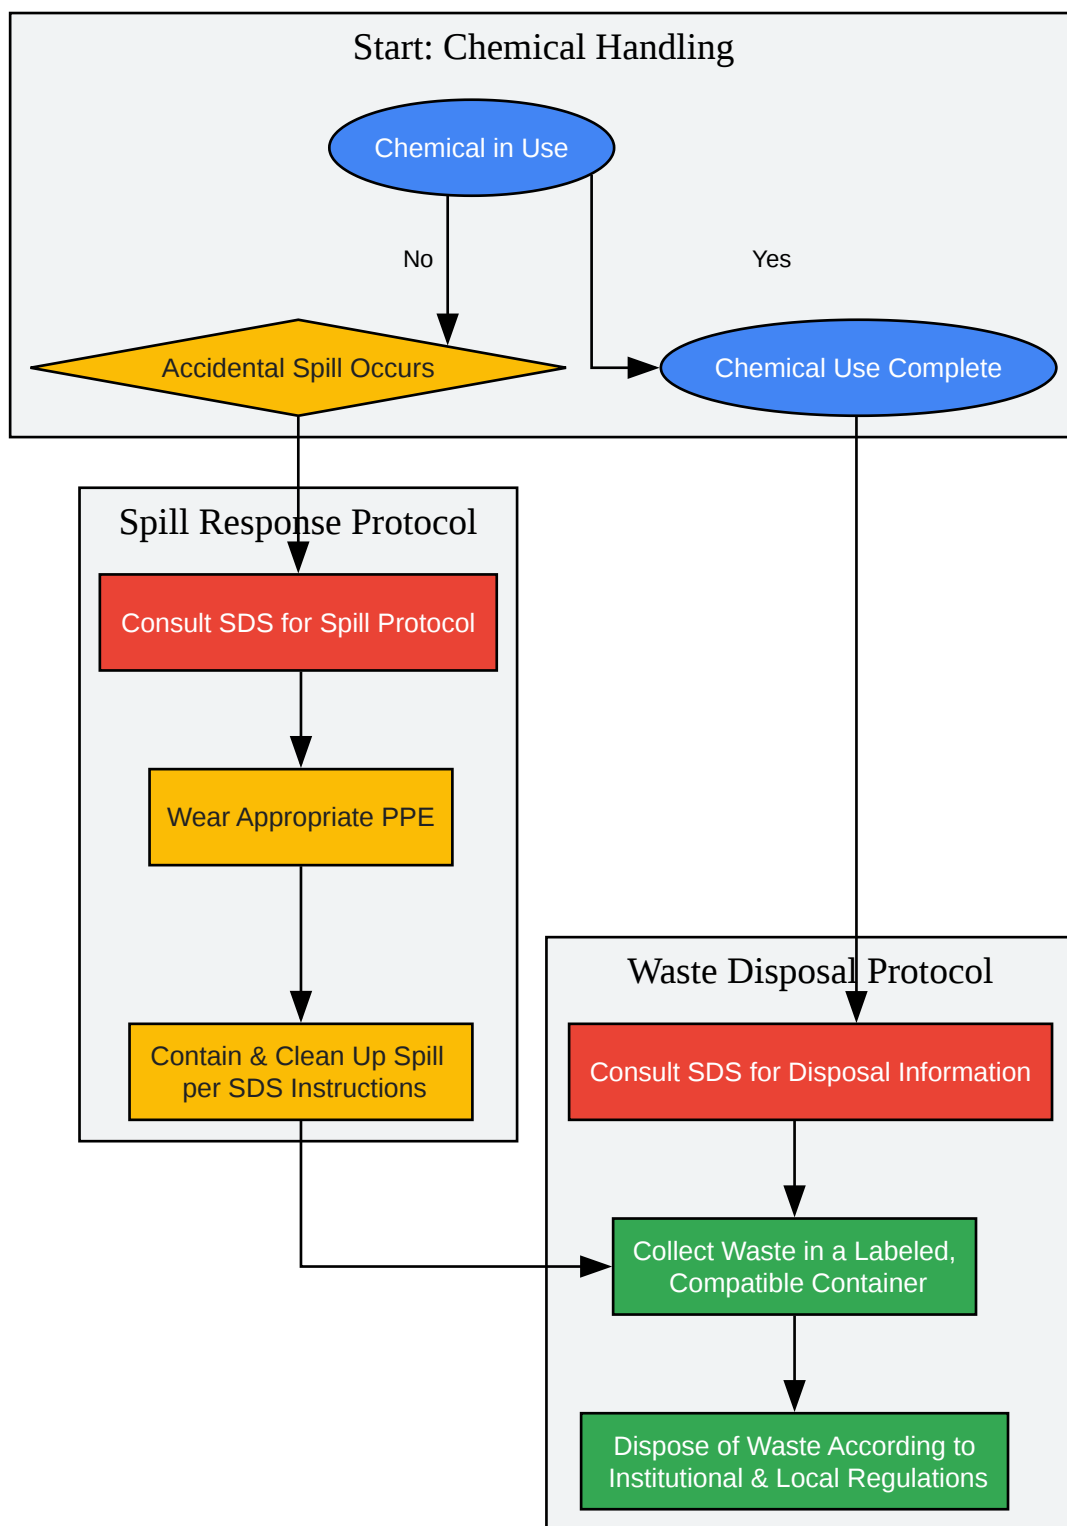 Start: Chemical Handling
Chemical in Use
No
Yes
Accidental Spill Occurs
Chemical Use Complete
Spill Response Protocol
Consult SDS for Spill Protocol
Wear Appropriate PPE
Contain & Clean Up Spill
per SDS Instructions
Waste Disposal Protocol
Consult SDS for Disposal Information
Collect Waste in a Labeled,
Compatible Container
Dispose of Waste According to
Institutional & Local Regulations